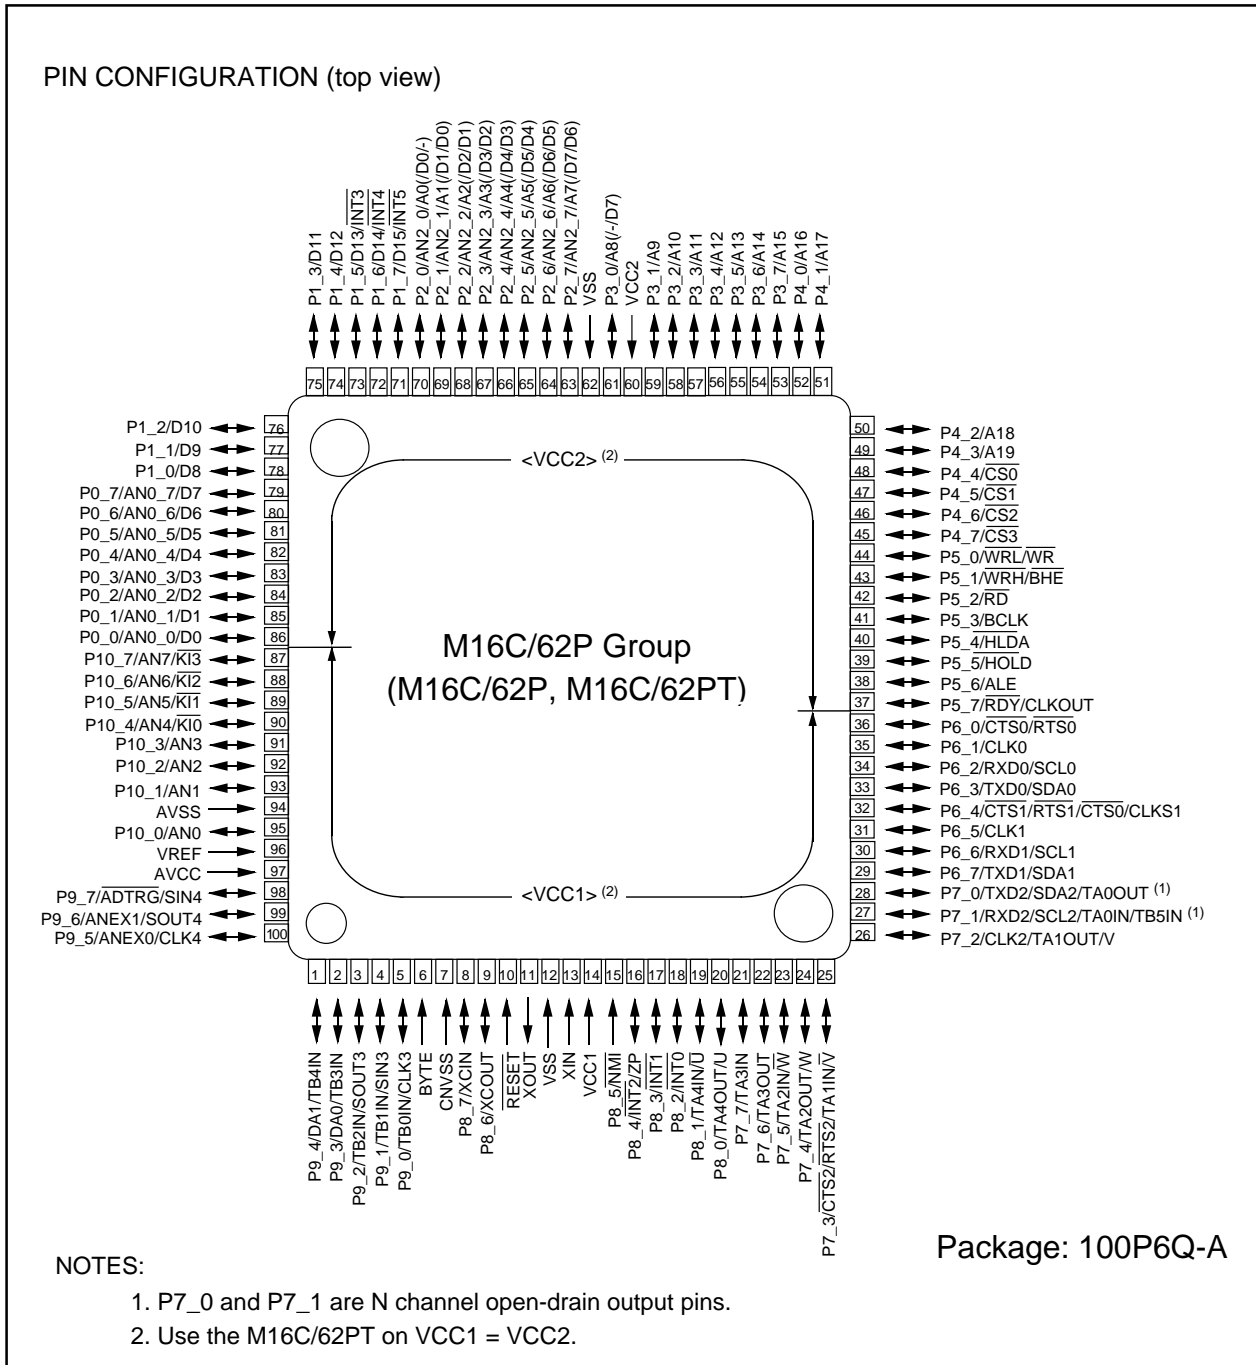 PIN CONFIGURATION (top view)
P1_3/D11
P1_4/D12
P1_5/D13/INT3
P1_6/D14/INT4
P1_7/D15/INT5
P2_0/AN2_0/A0(/D0/-)
P2_1/AN2_1/A1(/D1/D0)
P2_2/AN2_2/A2(/D2/D1)
P2_3/AN2_3/A3(/D3/D2)
P2_4/AN2_4/A4(/D4/D3)
P2_5/AN2_5/A5(/D5/D4)
P2_6/AN2_6/A6(/D6/D5)
P2_7/AN2_7/A7(/D7/D6)
VSS
P3_0/A8(/-/D7)
VCC2
P3_1/A9
P3_2/A10
P3_3/A11
P3_4/A12
P3_5/A13
P3_6/A14
P3_7/A15
P4_0/A16
P4_1/A17
75 74 73 72 71 70 69 68 67 66 65 64 63 62 61 60 59 58 57 56 55 54 53 52 51
P1_2/D10 76
P1_1/D9 77
P1_0/D8 78
P0_7/AN0_7/D7 79
P0_6/AN0_6/D6 80
P0_5/AN0_5/D5 81
P0_4/AN0_4/D4 82
P0_3/AN0_3/D3 83
P0_2/AN0_2/D2 84
P0_1/AN0_1/D1 85
P0_0/AN0_0/D0 86
P10_7/AN7/KI3 87
P10_6/AN6/KI2 88
P10_5/AN5/KI1 89
P10_4/AN4/KI0 90
P10_3/AN3 91
P10_2/AN2 92
P10_1/AN1 93
AVSS 94
P10_0/AN0 95
VREF 96
AVCC 97
P9_7/ADTRG/SIN4 98
P9_6/ANEX1/SOUT4 99
P9_5/ANEX0/CLK4 100
<VCC2> (2)
M16C/62P Group
(M16C/62P, M16C/62PT)
<VCC1> (2)
50 P4_2/A18
49 P4_3/A19
48 P4_4/CS0
47 P4_5/CS1
46 P4_6/CS2
45 P4_7/CS3
44 P5_0/WRL/WR
43 P5_1/WRH/BHE
42 P5_2/RD
41 P5_3/BCLK
40 P5_4/HLDA
39 P5_5/HOLD
38 P5_6/ALE
37 P5_7/RDY/CLKOUT
36 P6_0/CTS0/RTS0
35 P6_1/CLK0
34 P6_2/RXD0/SCL0
33 P6_3/TXD0/SDA0
32 P6_4/CTS1/RTS1/CTS0/CLKS1
31 P6_5/CLK1
30 P6_6/RXD1/SCL1
29 P6_7/TXD1/SDA1
28 P7_0/TXD2/SDA2/TA0OUT (1)
27 P7_1/RXD2/SCL2/TA0IN/TB5IN (1)
26 P7_2/CLK2/TA1OUT/V
1 2 3 4 5 6 7 8 9 10 11 12 13 14 15 16 17 18 19 20 21 22 23 24 25
P9_4/DA1/TB4IN
P9_3/DA0/TB3IN
P9_2/TB2IN/SOUT3
P9_1/TB1IN/SIN3
P9_0/TB0IN/CLK3
BYTE
CNVSS
P8_7/XCIN
P8_6/XCOUT
RESET
XOUT
VSS
XIN
VCC1
P8_5/NMI
P8_4/INT2/ZP
P8_3/INT1
P8_2/INT0
P8_1/TA4IN/U
P8_0/TA4OUT/U
P7_7/TA3IN
P7_6/TA3OUT
P7_5/TA2IN/W
P7_4/TA2OUT/W
P7_3/CTS2/RTS2/TA1IN/V
Package: 100P6Q-A
NOTES:
1. P7_0 and P7_1 are N channel open-drain output pins.
2. Use the M16C/62PT on VCC1 = VCC2.